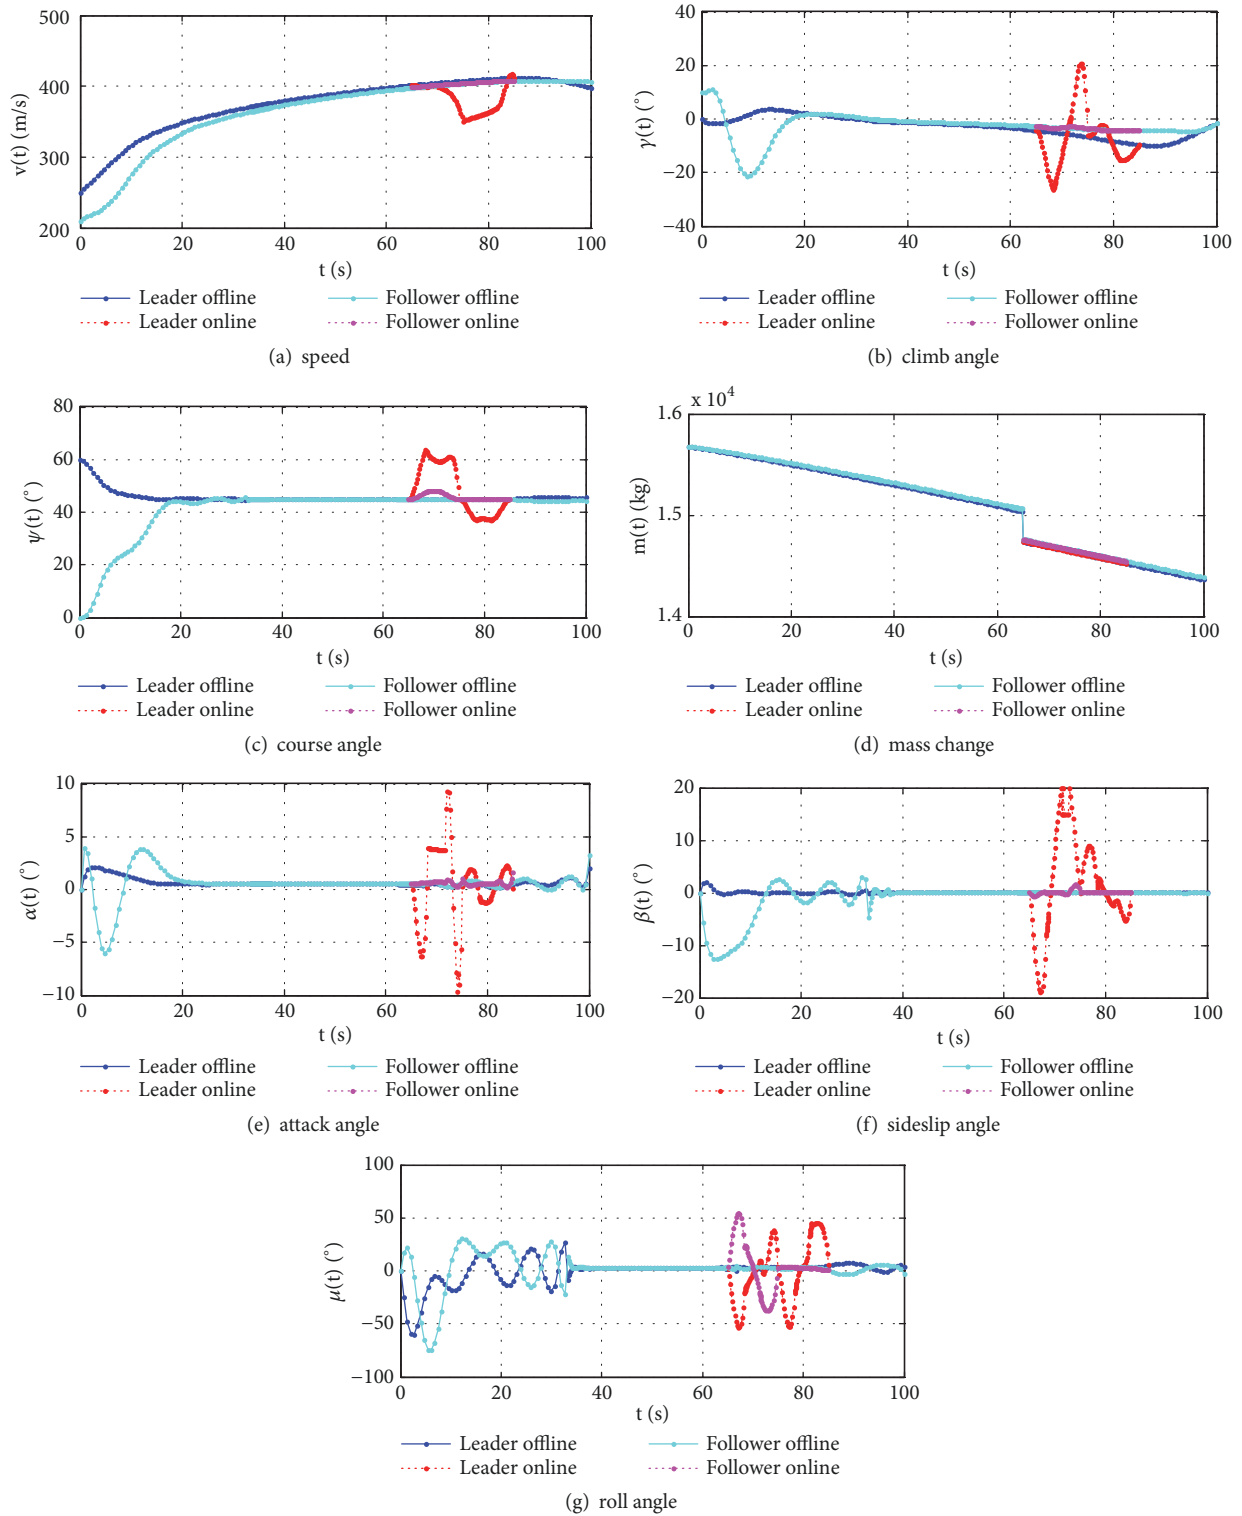 500
400
300
200
v(t) (m/s)
0 20 40 60 80 100
t (s)
Leader offline Follower offline
Leader online Follower online
(a) speed
40
20
0
−20
−40
γ(t) (°)
0 20 40 60 80 100
t (s)
Leader offline Follower offline
Leader online Follower online
(b) climb angle
80
60
40
20
0
ψ(t) (°)
0 20 40 60 80 100
t (s)
Leader offline Follower offline
Leader online Follower online
(c) course angle
x 10⁴
1.6
1.5
1.4
m(t) (kg)
0 20 40 60 80 100
t (s)
Leader offline Follower offline
Leader online Follower online
(d) mass change
10
5
0
−5
−10
α(t) (°)
0 20 40 60 80 100
t (s)
Leader offline Follower offline
Leader online Follower online
(e) attack angle
20
10
0
−10
−20
β(t) (°)
0 20 40 60 80 100
t (s)
Leader offline Follower offline
Leader online Follower online
(f) sideslip angle
100
50
0
−50
−100
μ(t) (°)
0 20 40 60 80 100
t (s)
Leader offline Follower offline
Leader online Follower online
(g) roll angle